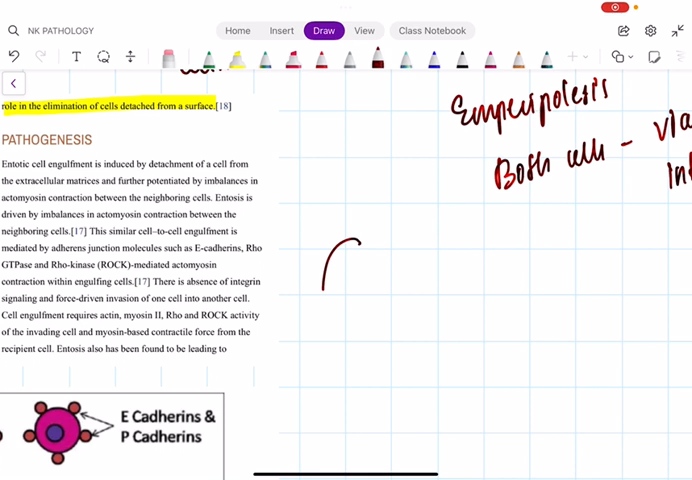 NK PATHOLOGY
Home Insert Draw View Class Notebook
role in the elimination of cells detached from a surface.[18]
PATHOGENESIS
Entotic cell engulfment is induced by detachment of a cell from
the extracellular matrices and further potentiated by imbalances in
actomyosin contraction between the neighboring cells. Entosis is
driven by imbalances in actomyosin contraction between the
neighboring cells.[17] This similar cell-to-cell engulfment is
mediated by adherens junction molecules such as E-cadherins, Rho
GTPase and Rho-kinase (ROCK)-mediated actomyosin
contraction within engulfing cells.[17] There is absence of integrin
signaling and force-driven invasion of one cell into another cell.
Cell engulfment requires actin, myosin II, Rho and ROCK activity
of the invading cell and myosin-based contractile force from the
recipient cell. Entosis also has been found to be leading to
E Cadherins &
P Cadherins
Emperipolesis
Both cells - via